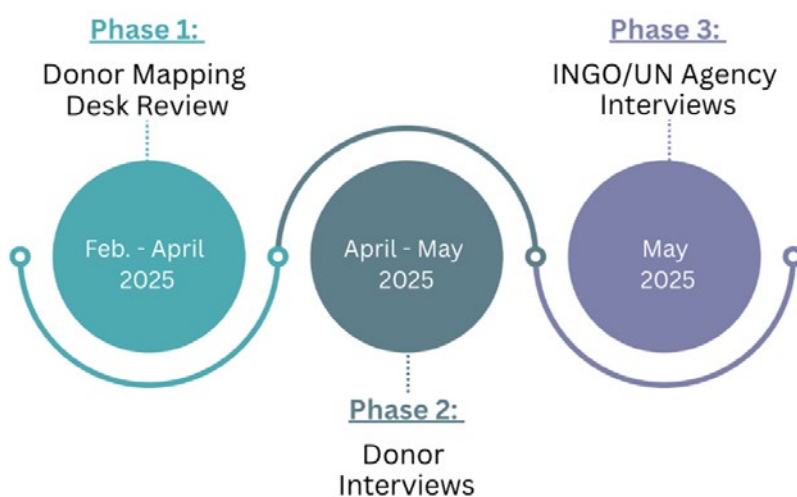 Phase 1:
Donor Mapping
Desk Review
Feb. - April
2025
April - May
2025
Phase 2:
Donor
Interviews
Phase 3:
INGO/UN Agency
Interviews
May
2025